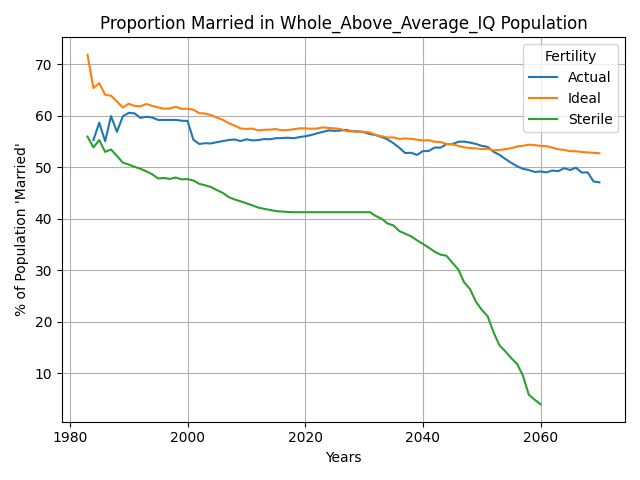 Proportion Married in Whole_Above_Average_IQ Population
% of Population 'Married'
70
60
50
40
30
20
10
Fertility
Actual
Ideal
Sterile
1980
2000
2020
2040
2060
Years